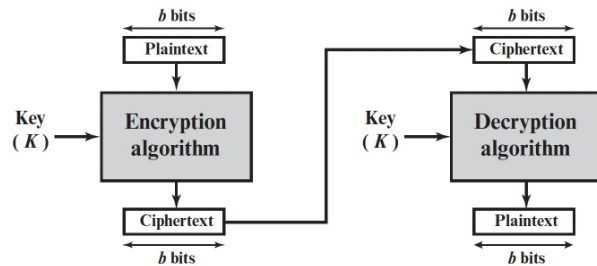 b bits
Plaintext
Key
( K )
Encryption
algorithm
Ciphertext
b bits
b bits
Ciphertext
Key
( K )
Decryption
algorithm
Plaintext
b bits